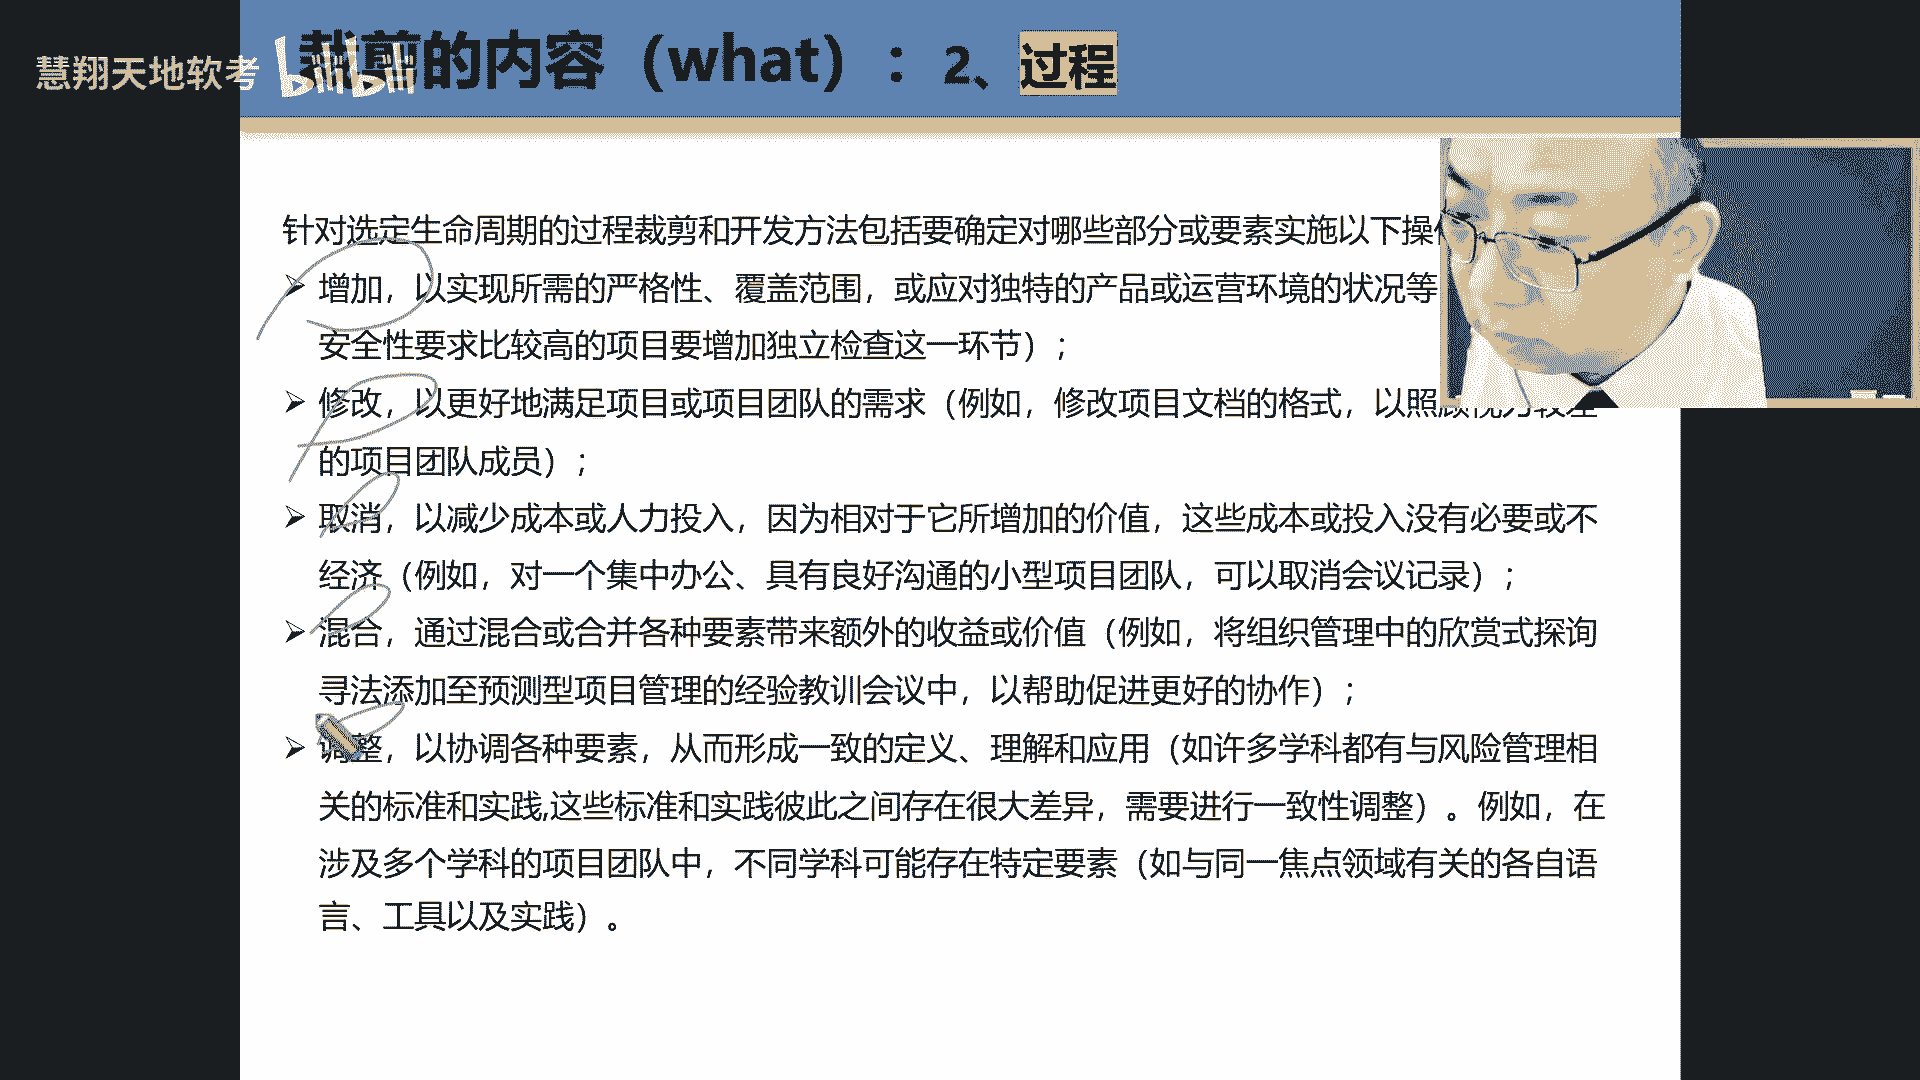 慧翔天地软考
bilibili
裁剪的内容（what）：2、过程
针对选定生命周期的过程裁剪和开发方法包括要确定对哪些部分或要素实施以下操
增加，以实现所需的严格性、覆盖范围，或应对独特的产品或运营环境的状况等
安全性要求比较高的项目要增加独立检查这一环节）；
修改，以更好地满足项目或项目团队的需求（例如，修改项目文档的格式，以照顾视力较差
的项目团队成员）；
取消，以减少成本或人力投入，因为相对于它所增加的价值，这些成本或投入没有必要或不
经济（例如，对一个集中办公、具有良好沟通的小型项目团队，可以取消会议记录）；
混合，通过混合或合并各种要素带来额外的收益或价值（例如，将组织管理中的欣赏式探询
寻法添加至预测型项目管理的经验教训会议中，以帮助促进更好的协作）；
调整，以协调各种要素，从而形成一致的定义、理解和应用（如许多学科都有与风险管理相
关的标准和实践,这些标准和实践彼此之间存在很大差异，需要进行一致性调整）。例如，在
涉及多个学科的项目团队中，不同学科可能存在特定要素（如与同一焦点领域有关的各自语
言、工具以及实践）。